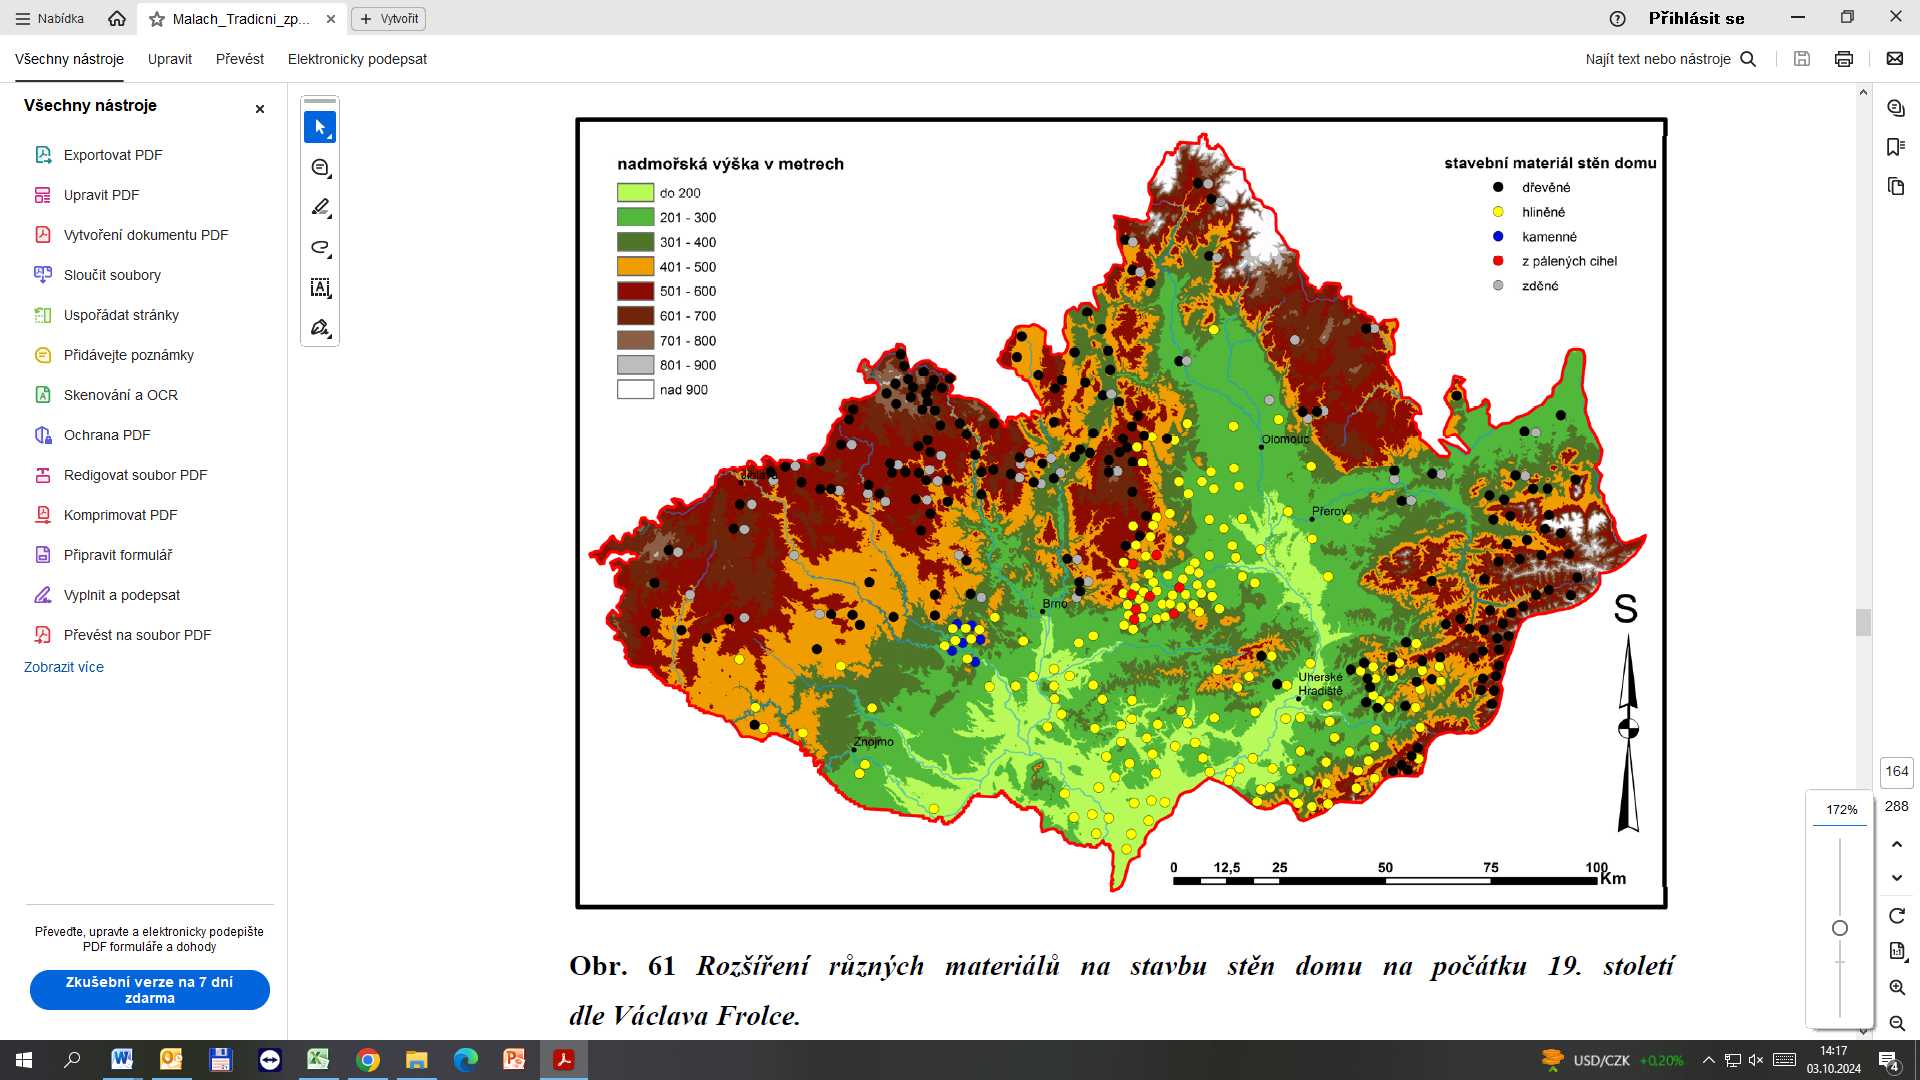 Nabídka
Malach_Tradicni_zp...
Vytvořit
Přihlásit se
Všechny nástroje
Upravit
Převést
Elektronicky podepsat
Najít text nebo nástroje
Všechny nástroje
Exportovat PDF
Upravit PDF
Vytvoření dokumentu PDF
Sloučit soubory
Uspořádat stránky
Přidávejte poznámky
Skenování a OCR
Ochrana PDF
Redigovat soubor PDF
Komprimovat PDF
Připravit formulář
Vyplnit a podepsat
Převést na soubor PDF
Zobrazit více
Převeďte, upravte a elektronicky podepište
PDF formuláře a dohody
Zkušební verze na 7 dní
zdarma
nadmořská výška v metrech
do 200
201 - 300
301 - 400
401 - 500
501 - 600
601 - 700
701 - 800
801 - 900
nad 900
stavební materiál stěn domu
dřevěné
hliněné
kamenné
z pálených cihel
zděné
Olomouc
Jihlava
Přerov
Brno
Uherské
Hradiště
Znojmo
S
0 12,5 25 50 75 100
Km
Obr. 61 Rozšíření různých materiálů na stavbu stěn domu na počátku 19. století
dle Václava Frolce.
164
288
172%
1:1
USD/CZK +0,20%
14:17
03.10.2024
4